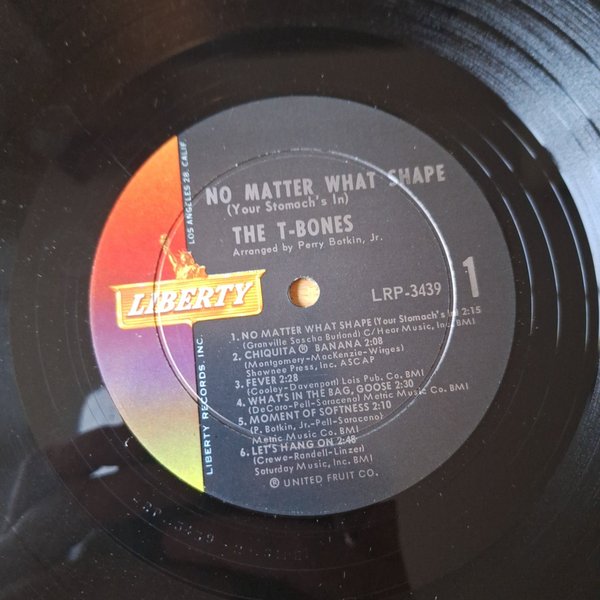 NO MATTER WHAT SHAPE
(Your Stomach's In)
THE T-BONES
Arranged by Perry Botkin, Jr.
LRP-3439
1
LIBERTY
LOS ANGELES 28, CALIF.
LIBERTY RECORDS, INC.
1. NO MATTER WHAT SHAPE (Your Stomach's In) 2:15
(Granville Sascha Burland) C/Hear Music, Inc. BMI
2. CHIQUITA ® BANANA 2:08
(Montgomery-MacKenzie-Wirges)
Shawnee Press, Inc. ASCAP
3. FEVER 2:28
(Cooley-Davenport) Lois Pub. Co. BMI
4. WHAT'S IN THE BAG, GOOSE 2:30
(DeCaro-Pell-Saraceno) Metric Music Co. BMI
5. MOMENT OF SOFTNESS 2:10
(P. Botkin, Jr.-Pell-Saraceno)
Metric Music Co. BMI
6. LET'S HANG ON 2:48
(Crewe-Randell-Linzer)
Saturday Music, Inc. BMI
® UNITED FRUIT CO.